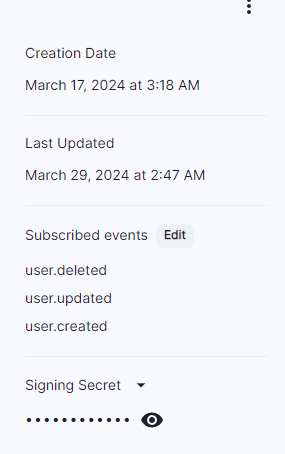 Creation Date
March 17, 2024 at 3:18 AM
Last Updated
March 29, 2024 at 2:47 AM
Subscribed events Edit
user.deleted
user.updated
user.created
Signing Secret
••••••••••••